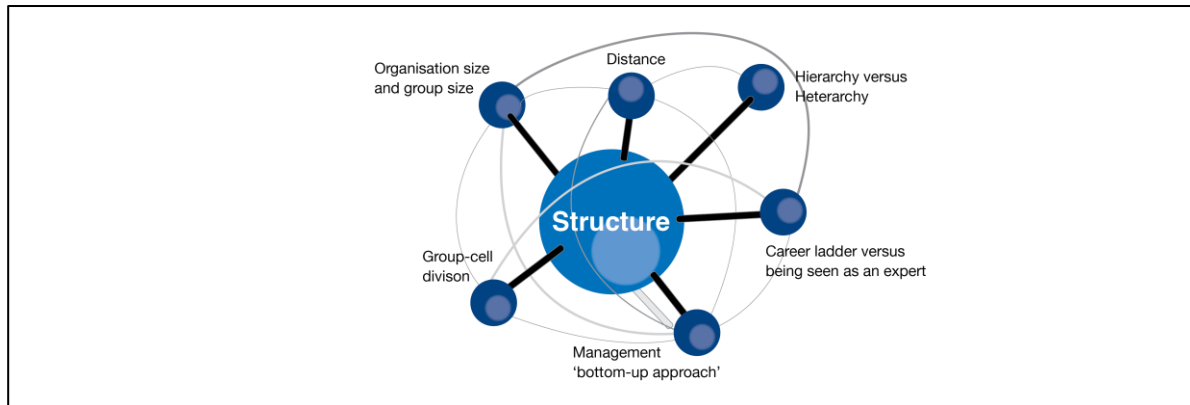 Organisation size
and group size
Distance
Hierarchy versus
Heterarchy
Structure
Career ladder versus
being seen as an expert
Group-cell
divison
Management
‘bottom-up approach’